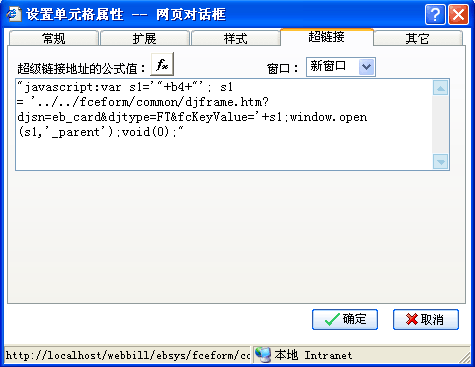 设置单元格属性 -- 网页对话框
常规 扩展 样式 超链接 其它
超级链接地址的公式值： fx 窗口： 新窗口
"javascript:var s1='"+b4+"'; s1
= '../../fceform/common/djframe.htm?
djsn=eb_card&djtype=FT&fcKeyValue='+s1;window.open
(s1,'_parent');void(0);"
确定 取消
http://localhost/webbill/ebsys/fceform/co 本地 Intranet